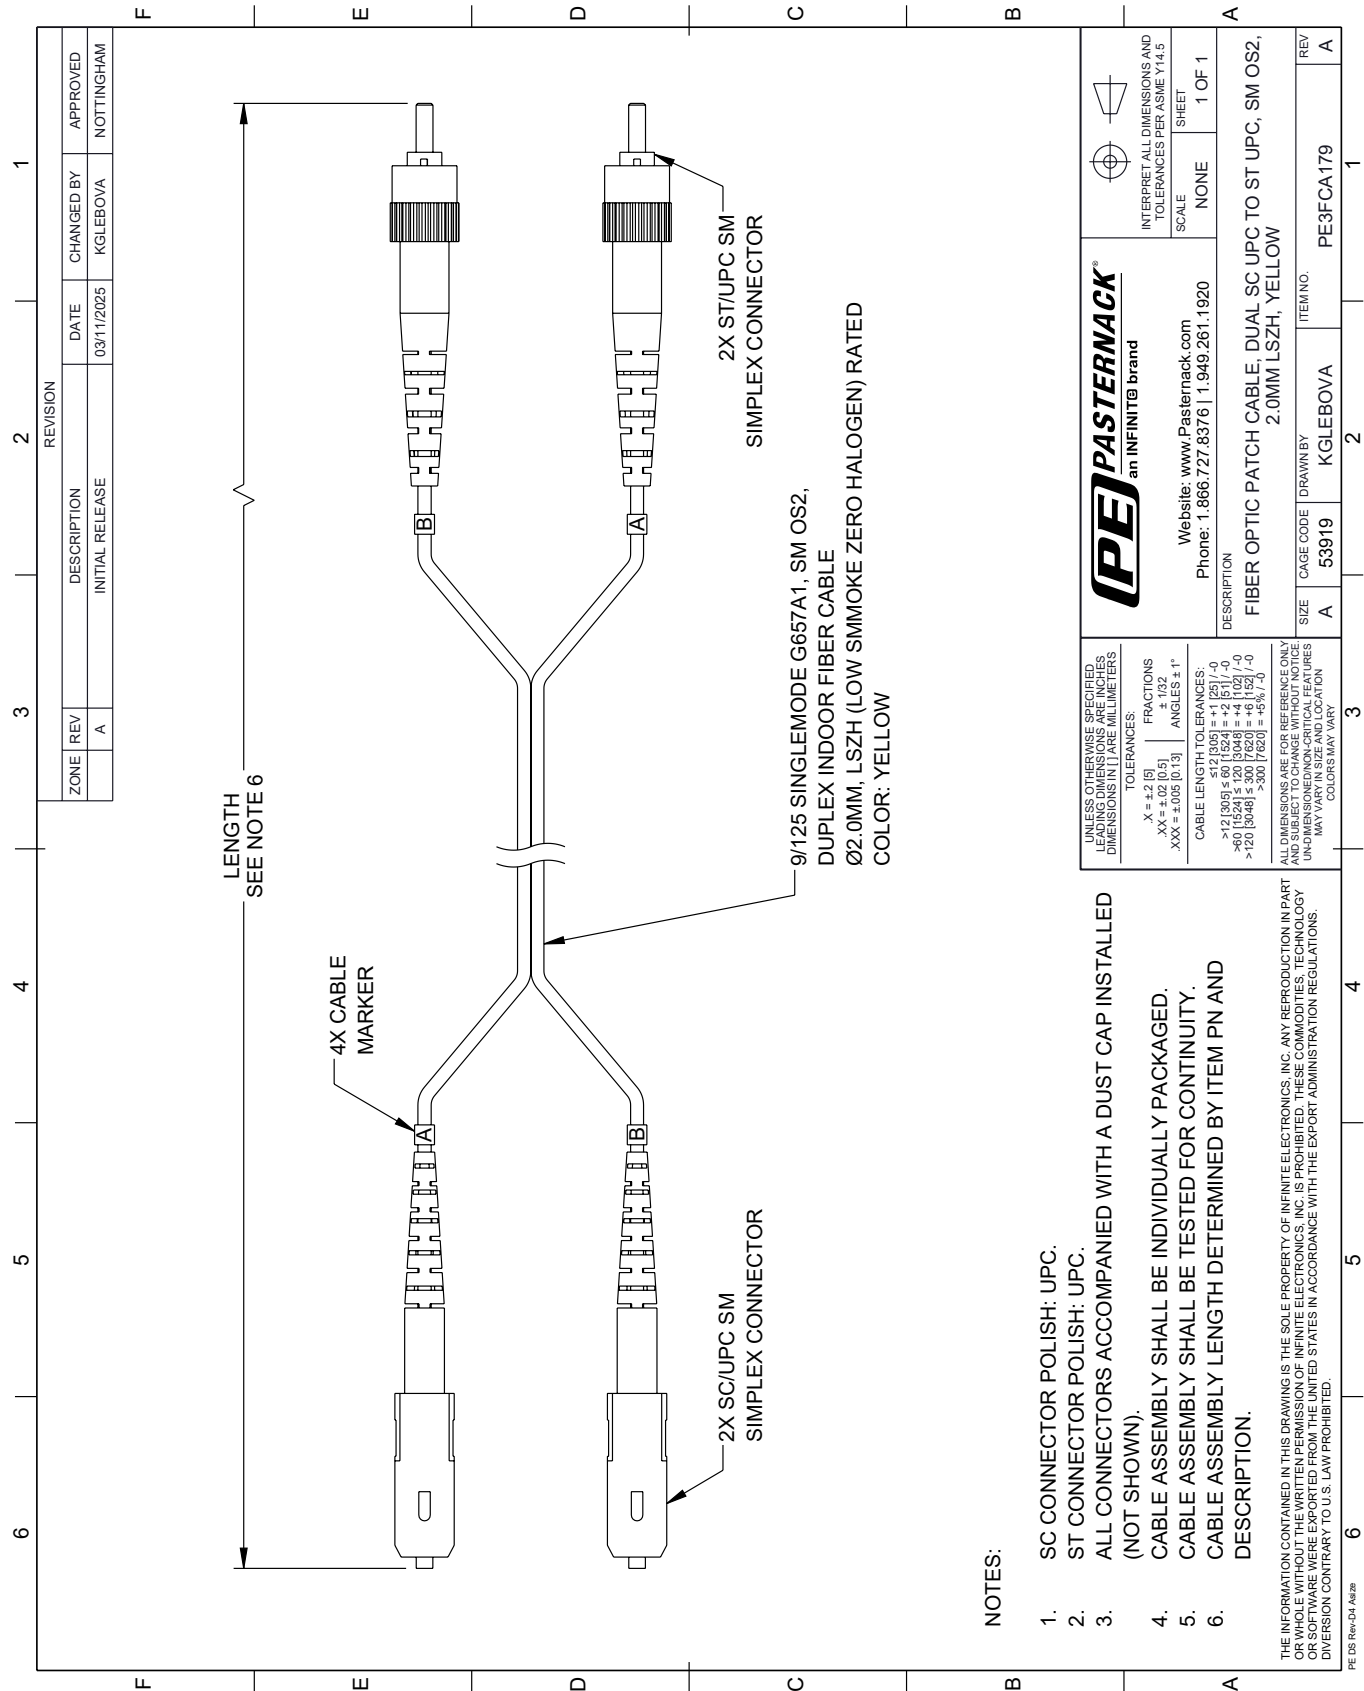 6
5
4
3
2
1
F
E
D
C
B
A
REVISION
ZONE REV DESCRIPTION DATE CHANGED BY APPROVED
A INITIAL RELEASE 03/11/2025 KGLEBOVA NOTTINGHAM
LENGTH
SEE NOTE 6
4X CABLE
MARKER
A
B
B
A
2X SC/UPC SM
SIMPLEX CONNECTOR
2X ST/UPC SM
SIMPLEX CONNECTOR
9/125 SINGLEMODE G657A1, SM OS2,
DUPLEX INDOOR FIBER CABLE
Ø2.0MM, LSZH (LOW SMMOKE ZERO HALOGEN) RATED
COLOR: YELLOW
NOTES:
1. SC CONNECTOR POLISH: UPC.
2. ST CONNECTOR POLISH: UPC.
3. ALL CONNECTORS ACCOMPANIED WITH A DUST CAP INSTALLED
(NOT SHOWN).
4. CABLE ASSEMBLY SHALL BE INDIVIDUALLY PACKAGED.
5. CABLE ASSEMBLY SHALL BE TESTED FOR CONTINUITY.
6. CABLE ASSEMBLY LENGTH DETERMINED BY ITEM PN AND
DESCRIPTION.
THE INFORMATION CONTAINED IN THIS DRAWING IS THE SOLE PROPERTY OF INFINITE ELECTRONICS, INC. ANY REPRODUCTION IN PART
OR WHOLE WITHOUT THE WRITTEN PERMISSION OF INFINITE ELECTRONICS, INC. IS PROHIBITED. THESE COMMODITIES, TECHNOLOGY
OR SOFTWARE WERE EXPORTED FROM THE UNITED STATES IN ACCORDANCE WITH THE EXPORT ADMINISTRATION REGULATIONS.
DIVERSION CONTRARY TO U.S. LAW PROHIBITED.
UNLESS OTHERWISE SPECIFIED
LEADING DIMENSIONS ARE INCHES
DIMENSIONS IN [ ] ARE MILLIMETERS
TOLERANCES:
.X = ±.2 [5] FRACTIONS
.XX = ±.02 [0.5] ± 1/32
.XXX = ±.005 [0.13] ANGLES ± 1°
CABLE LENGTH TOLERANCES:
≤12 [305] = +1 [25] / -0
>12 [305] ≤ 60 [1524] = +2 [51] / -0
>60 [1524] ≤ 120 [3048] = +4 [102] / -0
>120 [3048] ≤ 300 [7620] = +6 [152] / -0
>300 [7620] = +5% / -0
ALL DIMENSIONS ARE FOR REFERENCE ONLY
AND SUBJECT TO CHANGE WITHOUT NOTICE.
UN-DIMENSIONED/NON-CRITICAL FEATURES
MAY VARY IN SIZE AND LOCATION
COLORS MAY VARY
PE PASTERNACK®
an INFINIT@ brand
Website: www.Pasternack.com
Phone: 1.866.727.8376 | 1.949.261.1920
INTERPRET ALL DIMENSIONS AND
TOLERANCES PER ASME Y14.5
SCALE NONE
SHEET 1 OF 1
DESCRIPTION
FIBER OPTIC PATCH CABLE, DUAL SC UPC TO ST UPC, SM OS2,
2.0MM LSZH, YELLOW
SIZE A
CAGE CODE 53919
DRAWN BY KGLEBOVA
ITEM NO. PE3FCA179
REV A
F
E
D
C
B
A
6
5
4
3
2
1
PE DS Rev-D4 Asize